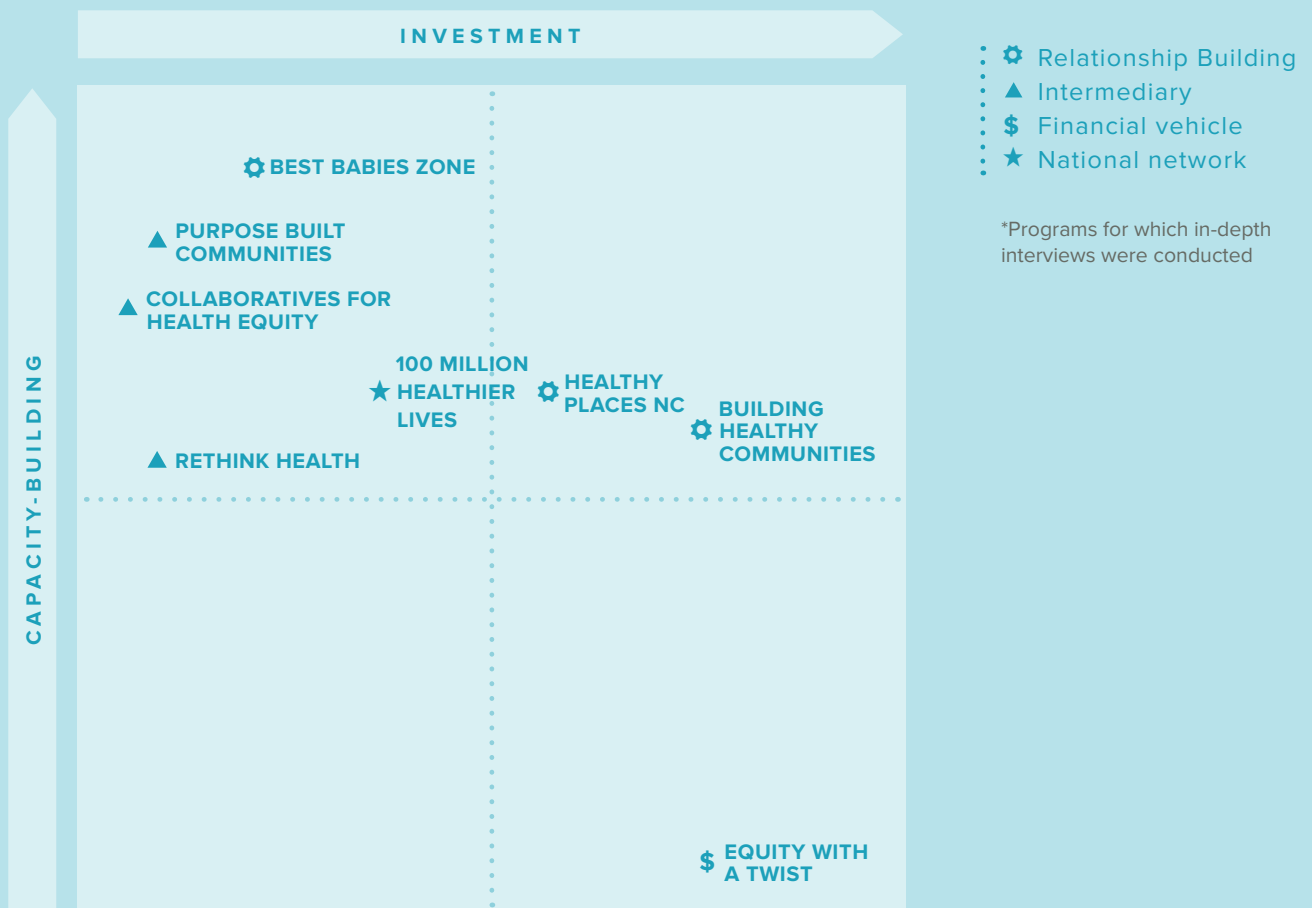 INVESTMENT
CAPACITY-BUILDING
BEST BABIES ZONE
PURPOSE BUILT
COMMUNITIES
COLLABORATIVES FOR
HEALTH EQUITY
100 MILLION
HEALTHIER
LIVES
HEALTHY
PLACES NC
BUILDING
HEALTHY
COMMUNITIES
RETHINK HEALTH
$ EQUITY WITH
A TWIST
Relationship Building
Intermediary
$ Financial vehicle
National network
*Programs for which in-depth
interviews were conducted